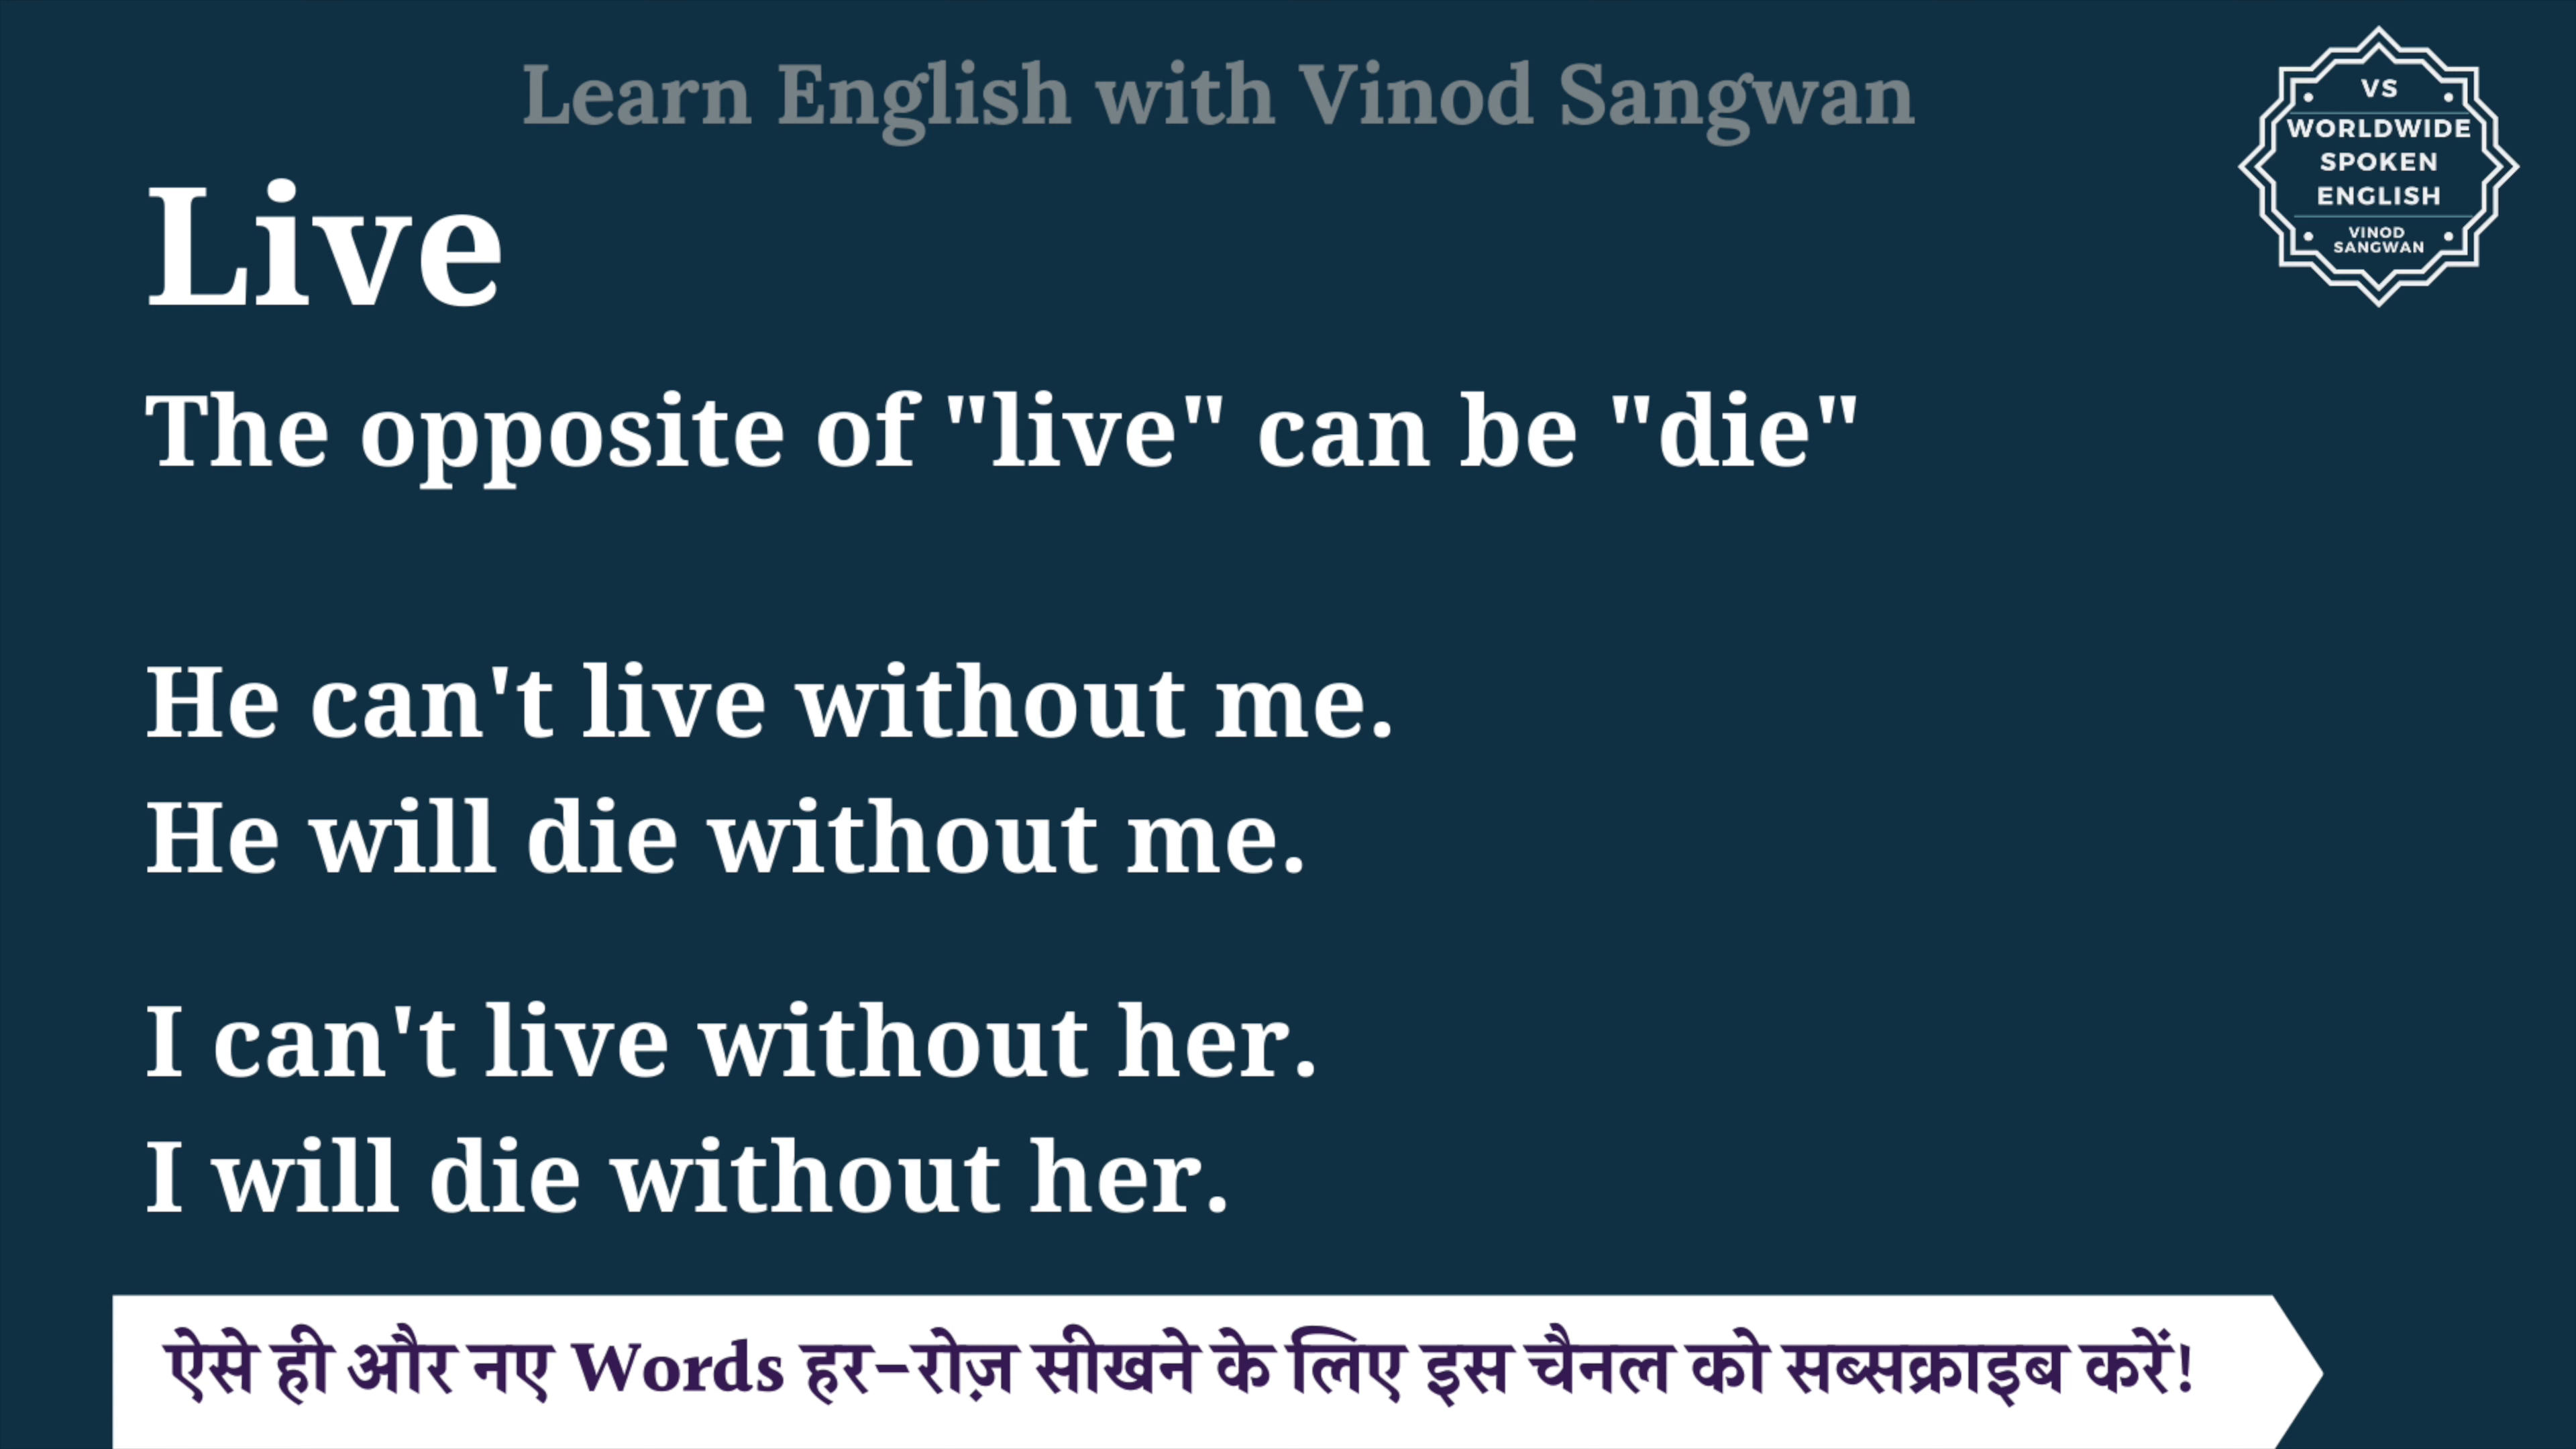 Learn English with Vinod Sangwan
VS
WORLDWIDE
SPOKEN
ENGLISH
VINOD
SANGWAN
Live
The opposite of "live" can be "die"
He can't live without me.
He will die without me.
I can't live without her.
I will die without her.
ऐसे ही और नए Words हर-रोज़ सीखने के लिए इस चैनल को सब्सक्राइब करें!